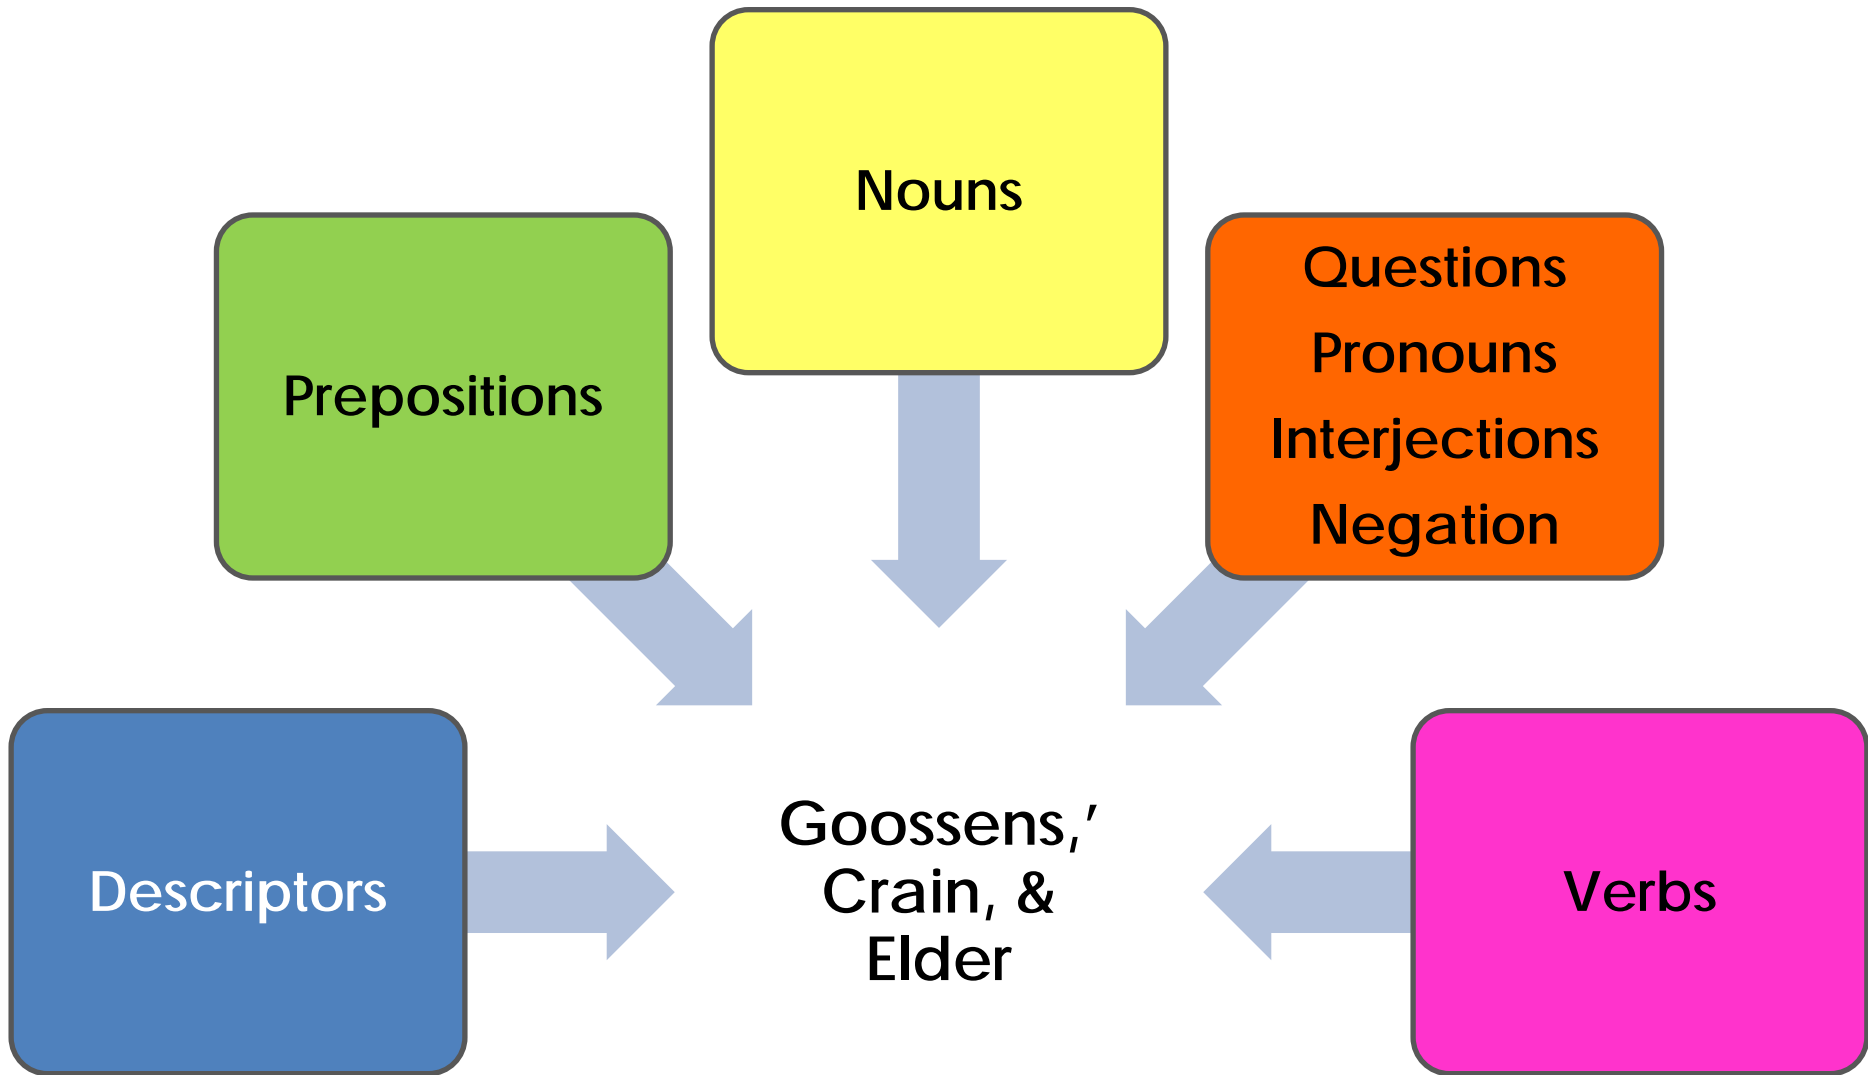 Nouns
Prepositions
Questions
Pronouns
Interjections
Negation
Descriptors
Goossens,’
Crain, &
Elder
Verbs